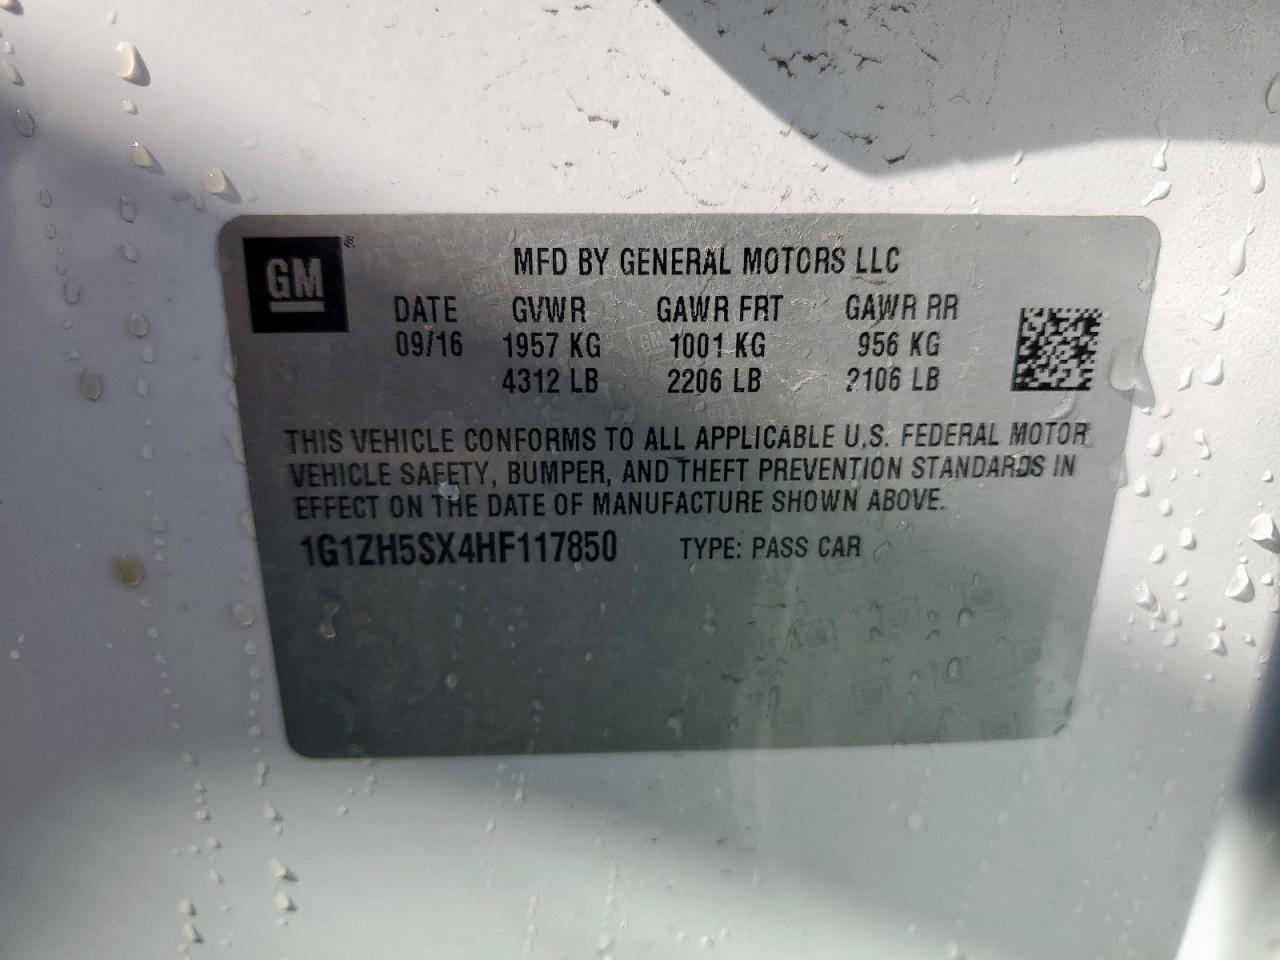 GM ®
MFD BY GENERAL MOTORS LLC
DATE GVWR GAWR FRT GAWR RR
09/16 1957 KG 1001 KG 956 KG
4312 LB 2206 LB 2106 LB
THIS VEHICLE CONFORMS TO ALL APPLICABLE U.S. FEDERAL MOTOR
VEHICLE SAFETY, BUMPER, AND THEFT PREVENTION STANDARDS IN
EFFECT ON THE DATE OF MANUFACTURE SHOWN ABOVE.
1G1ZH5SX4HF117850 TYPE: PASS CAR